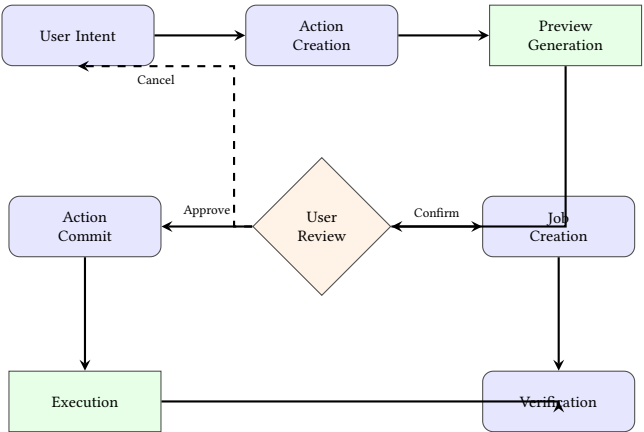 User Intent
Action
Creation
Preview
Generation
Cancel
Action
Commit
Approve
User
Review
Confirm
Job
Creation
Execution
Verification